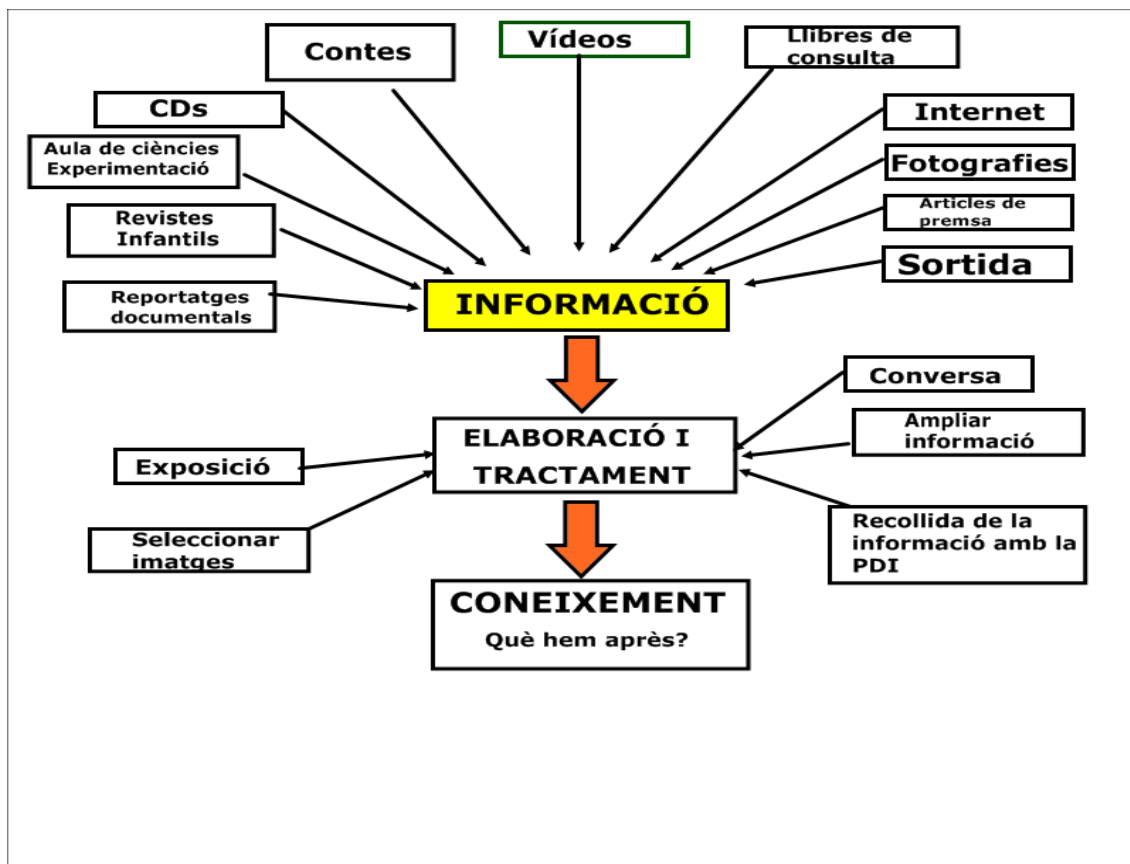 Contes
Vídeos
Llibres de
consulta
CDs
Internet
Aula de ciències
Experimentació
Fotografies
Revistes
Infantils
Articles de
premsa
Sortida
Reportatges
documentals
INFORMACIÓ
Conversa
Ampliar
informació
ELABORACIÓ I
TRACTAMENT
Exposició
Seleccionar
imatges
Recollida de la
informació amb la
PDI
CONEIXEMENT
Què hem après?